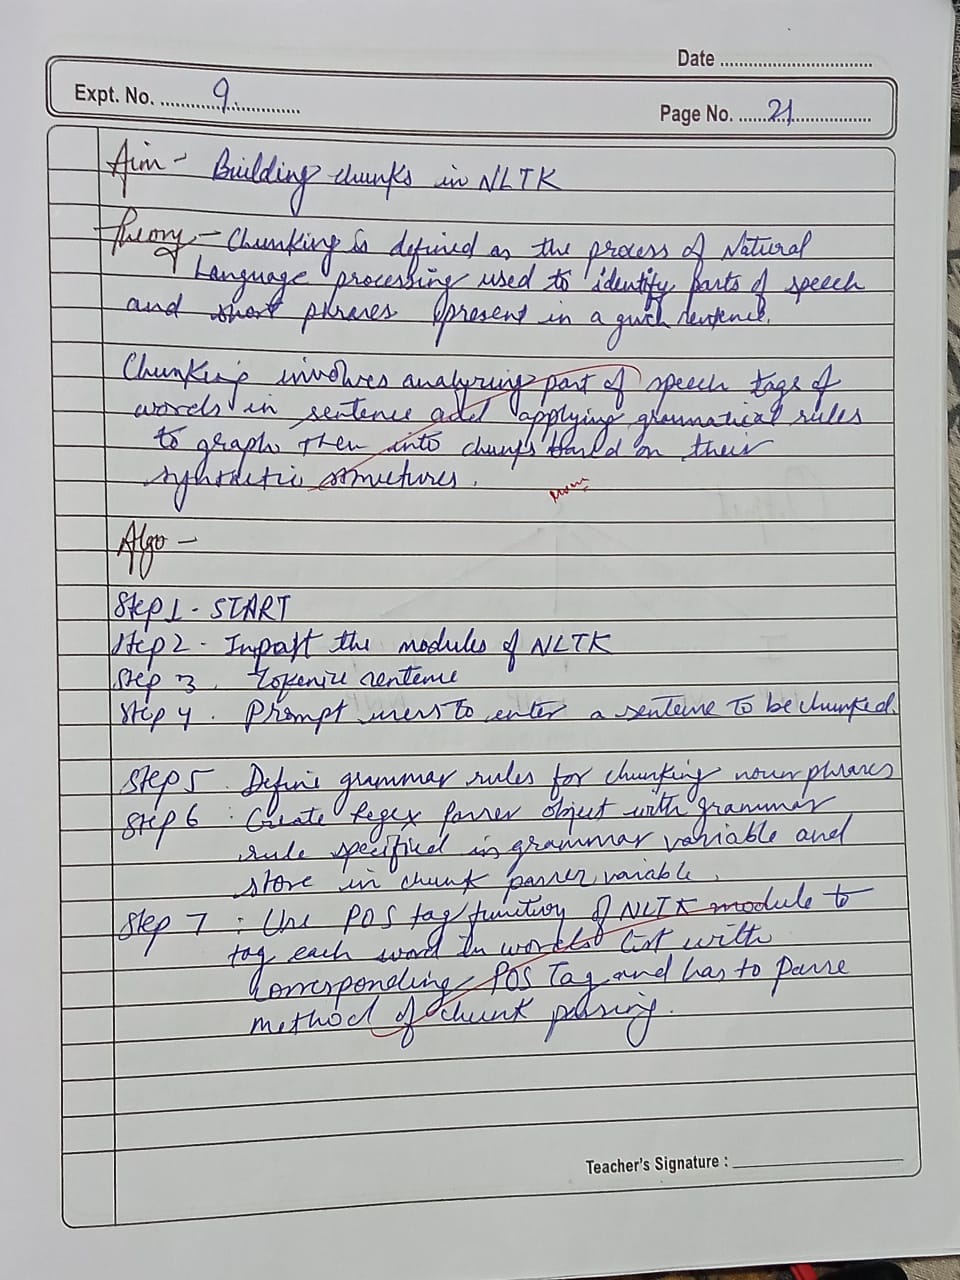 Date
Expt. No. 9.
Page No. 21
Aim - Building chunks in NLTK
Theory - Chunking is defined as the process of Natural
Language processing used to identify parts of speech
and short phrases present in a given sentence.
Chunking involves analyzing part of speech tags of
words in sentence and applying grammatical rules
to graph then into chunks based on their
structures.
Algo -
Step 1 - START
Step 2 - Import the modules of NLTK
Step 3. Tokenize sentence
Step 4. Prompt users to enter a sentence to be chunked.
Step 5. Define grammar rules for chunking noun phrases
Step 6 : Create Regex Parser object with grammar
rule specified in grammar variable and
store in chunk parser variable.
Step 7 : Use POS tag function of NLTK module to
tag each word in words list with
corresponding POS Tag and has to parse
method of chunk parsing.
Teacher's Signature :